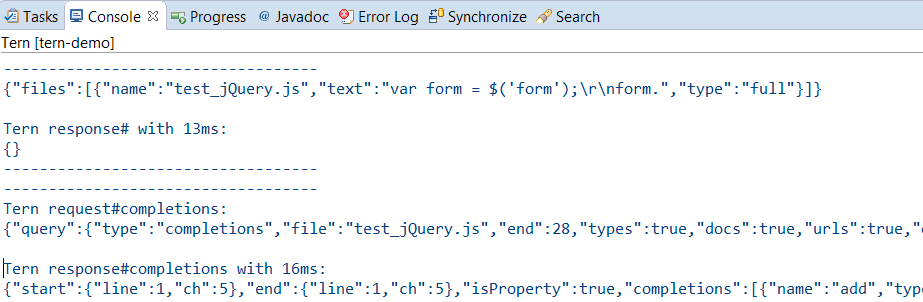 Tasks Console Progress @ Javadoc Error Log Synchronize Search
Tern [tern-demo]
-----------------------------------
{"files":[{"name":"test_jQuery.js","text":"var form = $('form');\r\nform.","type":"full"}]}
Tern response# with 13ms:
{}
-----------------------------------
-----------------------------------
Tern request#completions:
{"query":{"type":"completions","file":"test_jQuery.js","end":28,"types":true,"docs":true,"urls":true,"
Tern response#completions with 16ms:
{"start":{"line":1,"ch":5},"end":{"line":1,"ch":5},"isProperty":true,"completions":[{"name":"add","type